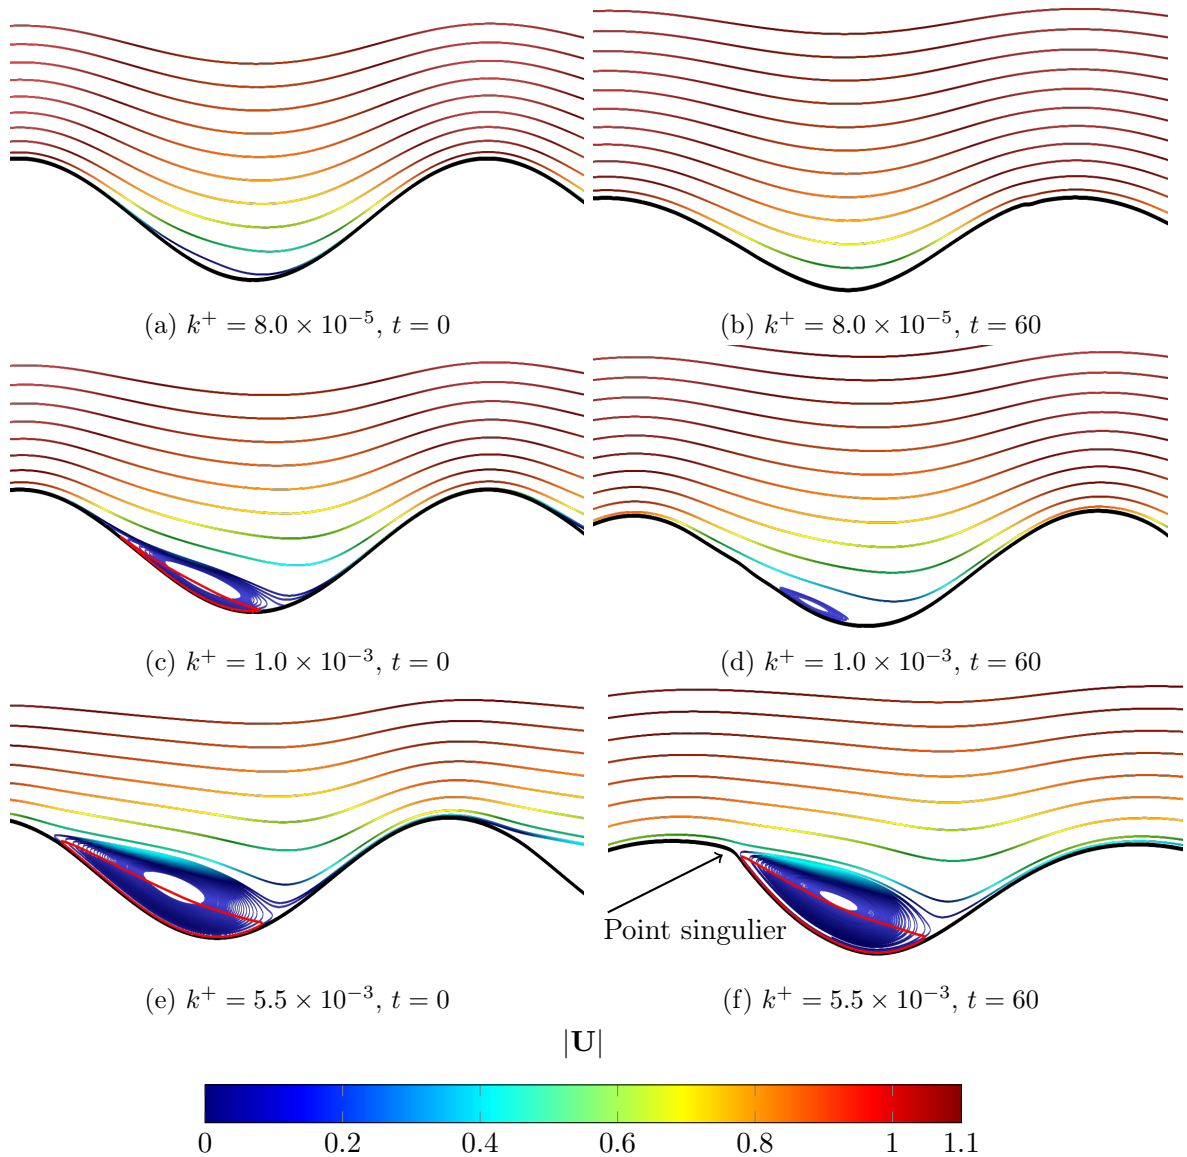 (a) k⁺ = 8.0 × 10⁻⁵, t = 0
(b) k⁺ = 8.0 × 10⁻⁵, t = 60
(c) k⁺ = 1.0 × 10⁻³, t = 0
(d) k⁺ = 1.0 × 10⁻³, t = 60
Point singulier
(e) k⁺ = 5.5 × 10⁻³, t = 0
(f) k⁺ = 5.5 × 10⁻³, t = 60
|U|
0 0.2 0.4 0.6 0.8 1 1.1